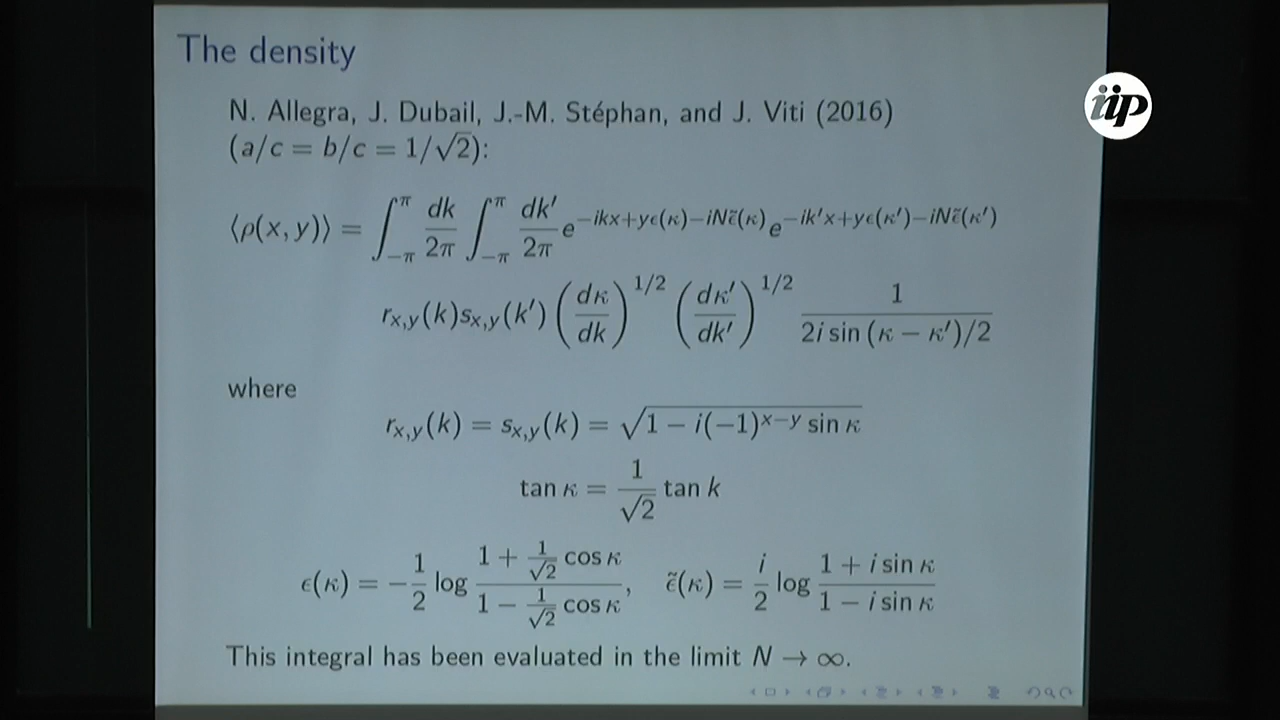 The density
iip
N. Allegra, J. Dubail, J.-M. Stéphan, and J. Viti (2016)
(a/c = b/c = 1/√2):
⟨ρ(x, y)⟩ = ∫_{−π}^{π} dk/2π ∫_{−π}^{π} dk′/2π e^{−ikx+yϵ(κ)−iNϵ̃(κ)} e^{−ik′x+yϵ(κ′)−iNϵ̃(κ′)}
r_{x,y}(k)s_{x,y}(k′) (dκ/dk)^{1/2} (dκ′/dk′)^{1/2} 1/(2i sin (κ − κ′)/2)
where
r_{x,y}(k) = s_{x,y}(k) = √(1 − i(−1)^{x−y} sin κ)
tan κ = 1/√2 tan k
ϵ(κ) = −1/2 log (1 + 1/√2 cos κ)/(1 − 1/√2 cos κ), ϵ̃(κ) = i/2 log (1 + i sin κ)/(1 − i sin κ)
This integral has been evaluated in the limit N → ∞.